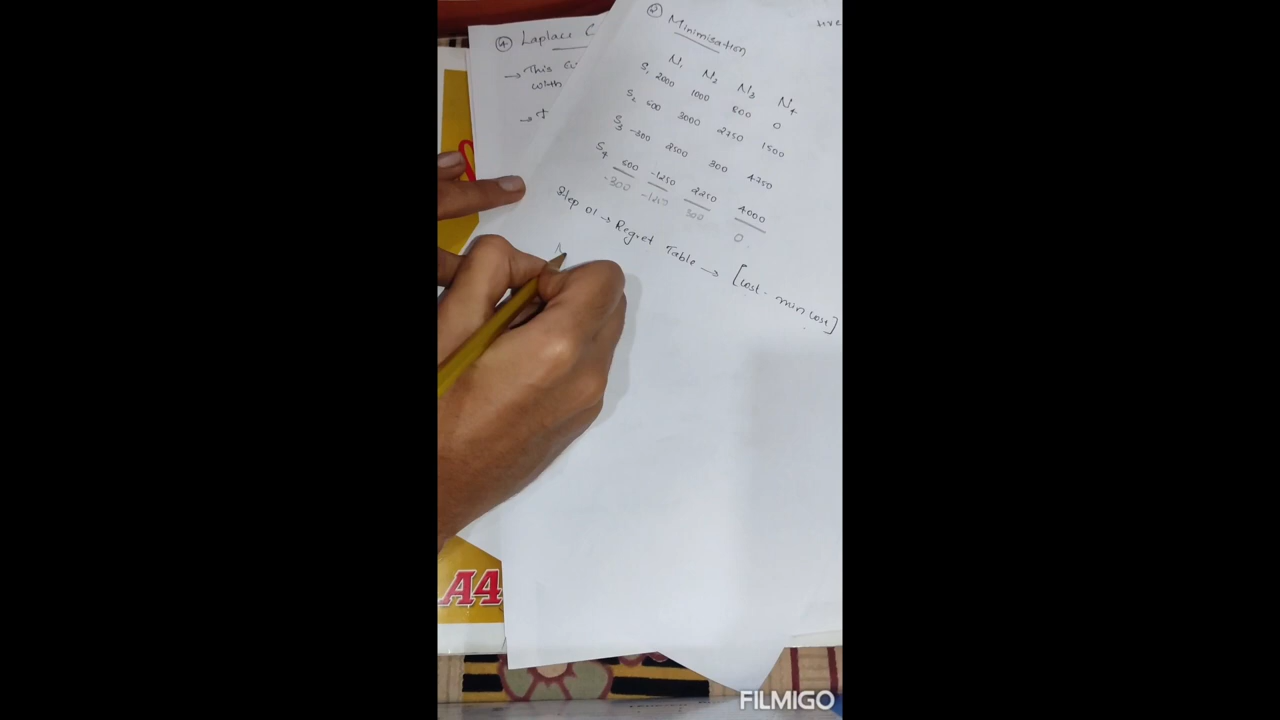 ④ Laplace C
→ This
with
→ I
② Minimization
N₁ N₂ N₃ N₄
S₁ 2000 1000 800 0
S₂ 600 3000 2750 1500
S₃ -300 2500 300 4750
S₄ 600 -1250 2250 4000
-300 -1250 300 0
Step 01 → Regret Table → [cost - min cost]
A4
FILMIGO